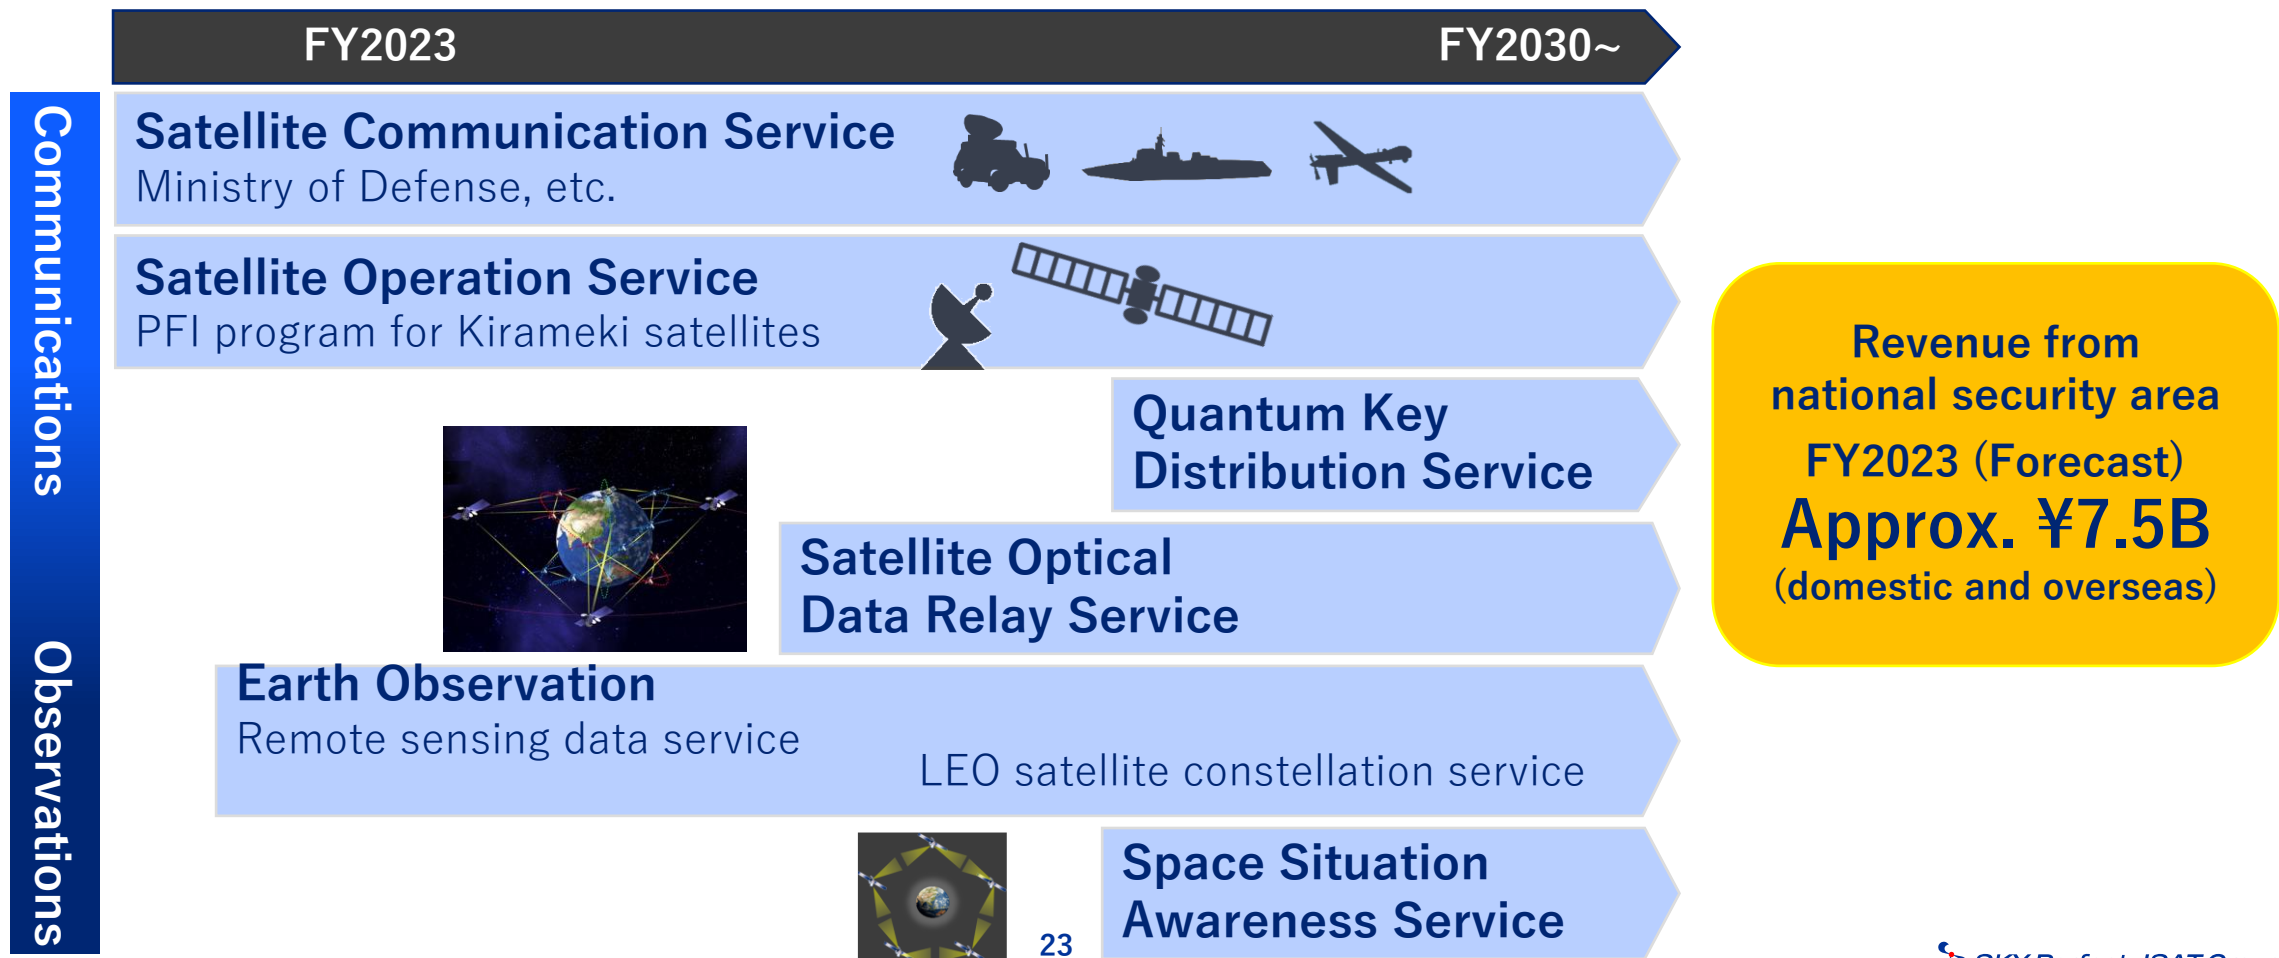 FY2023
FY2030~
Communications
Observations
Satellite Communication Service
Ministry of Defense, etc.
Satellite Operation Service
PFI program for Kirameki satellites
Quantum Key
Distribution Service
Satellite Optical
Data Relay Service
Earth Observation
Remote sensing data service
LEO satellite constellation service
Space Situation
Awareness Service
Revenue from
national security area
FY2023 (Forecast)
Approx. ¥7.5B
(domestic and overseas)
23